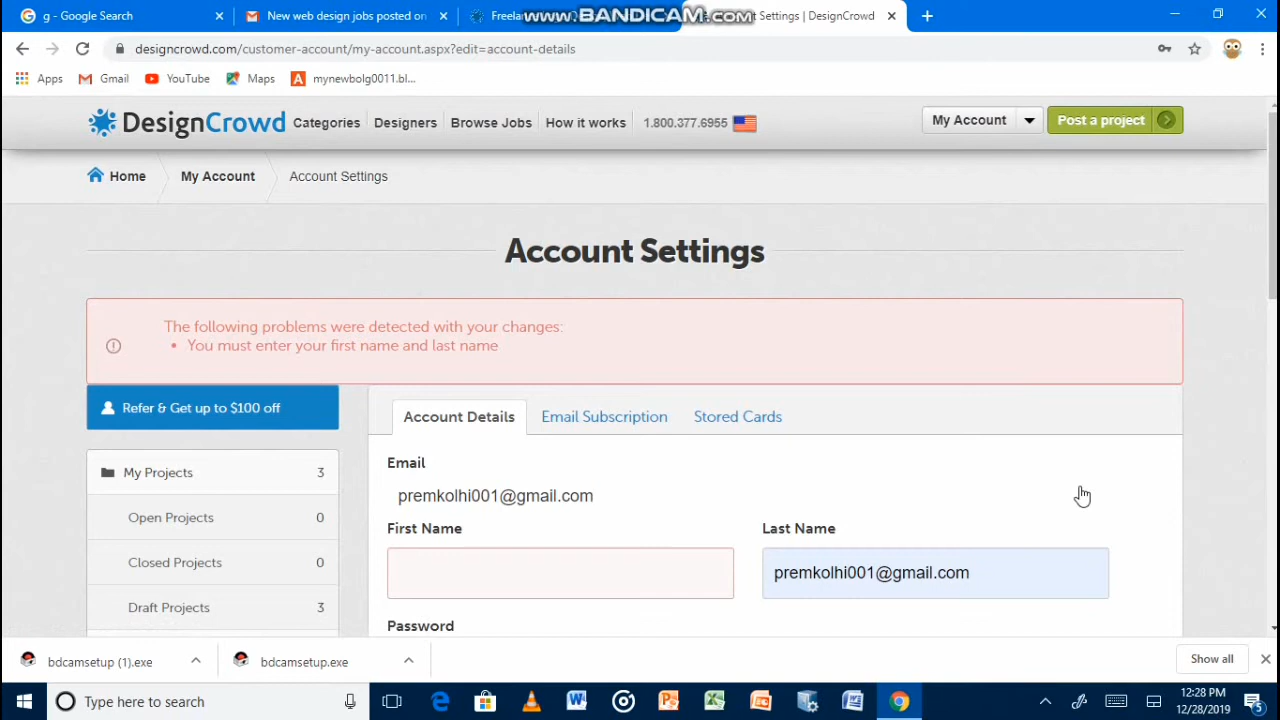 g - Google Search
New web design jobs posted on
Freelan
www.BANDICAM.com
t Settings | DesignCrowd
designcrowd.com/customer-account/my-account.aspx?edit=account-details
Apps
Gmail
YouTube
Maps
mynewbolg0011.bl...
DesignCrowd
Categories
Designers
Browse Jobs
How it works
1.800.377.6955
My Account
Post a project
Home
My Account
Account Settings
Account Settings
The following problems were detected with your changes:
• You must enter your first name and last name
Refer & Get up to $100 off
My Projects 3
Open Projects 0
Closed Projects 0
Draft Projects 3
Account Details
Email Subscription
Stored Cards
Email
premkolhi001@gmail.com
First Name
Last Name
premkolhi001@gmail.com
Password
bdcamsetup (1).exe
bdcamsetup.exe
Show all
Type here to search
12:28 PM
12/28/2019
5